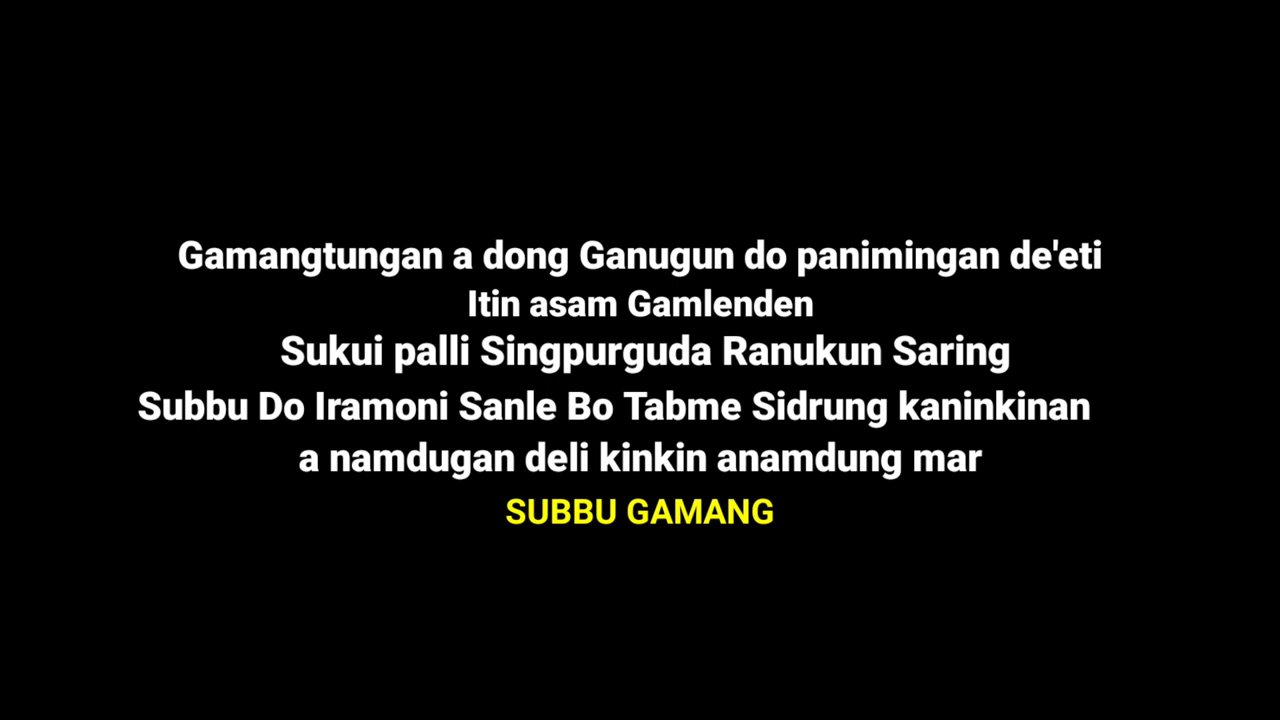 Gamangtungan a dong Ganugun do panimingan de'eti
Itin asam Gamlenden
Sukui palli Singpurguda Ranukun Saring
Subbu Do Iramoni Sanle Bo Tabme Sidrung kaninkinan
a namdugan deli kinkin anamdung mar
SUBBU GAMANG